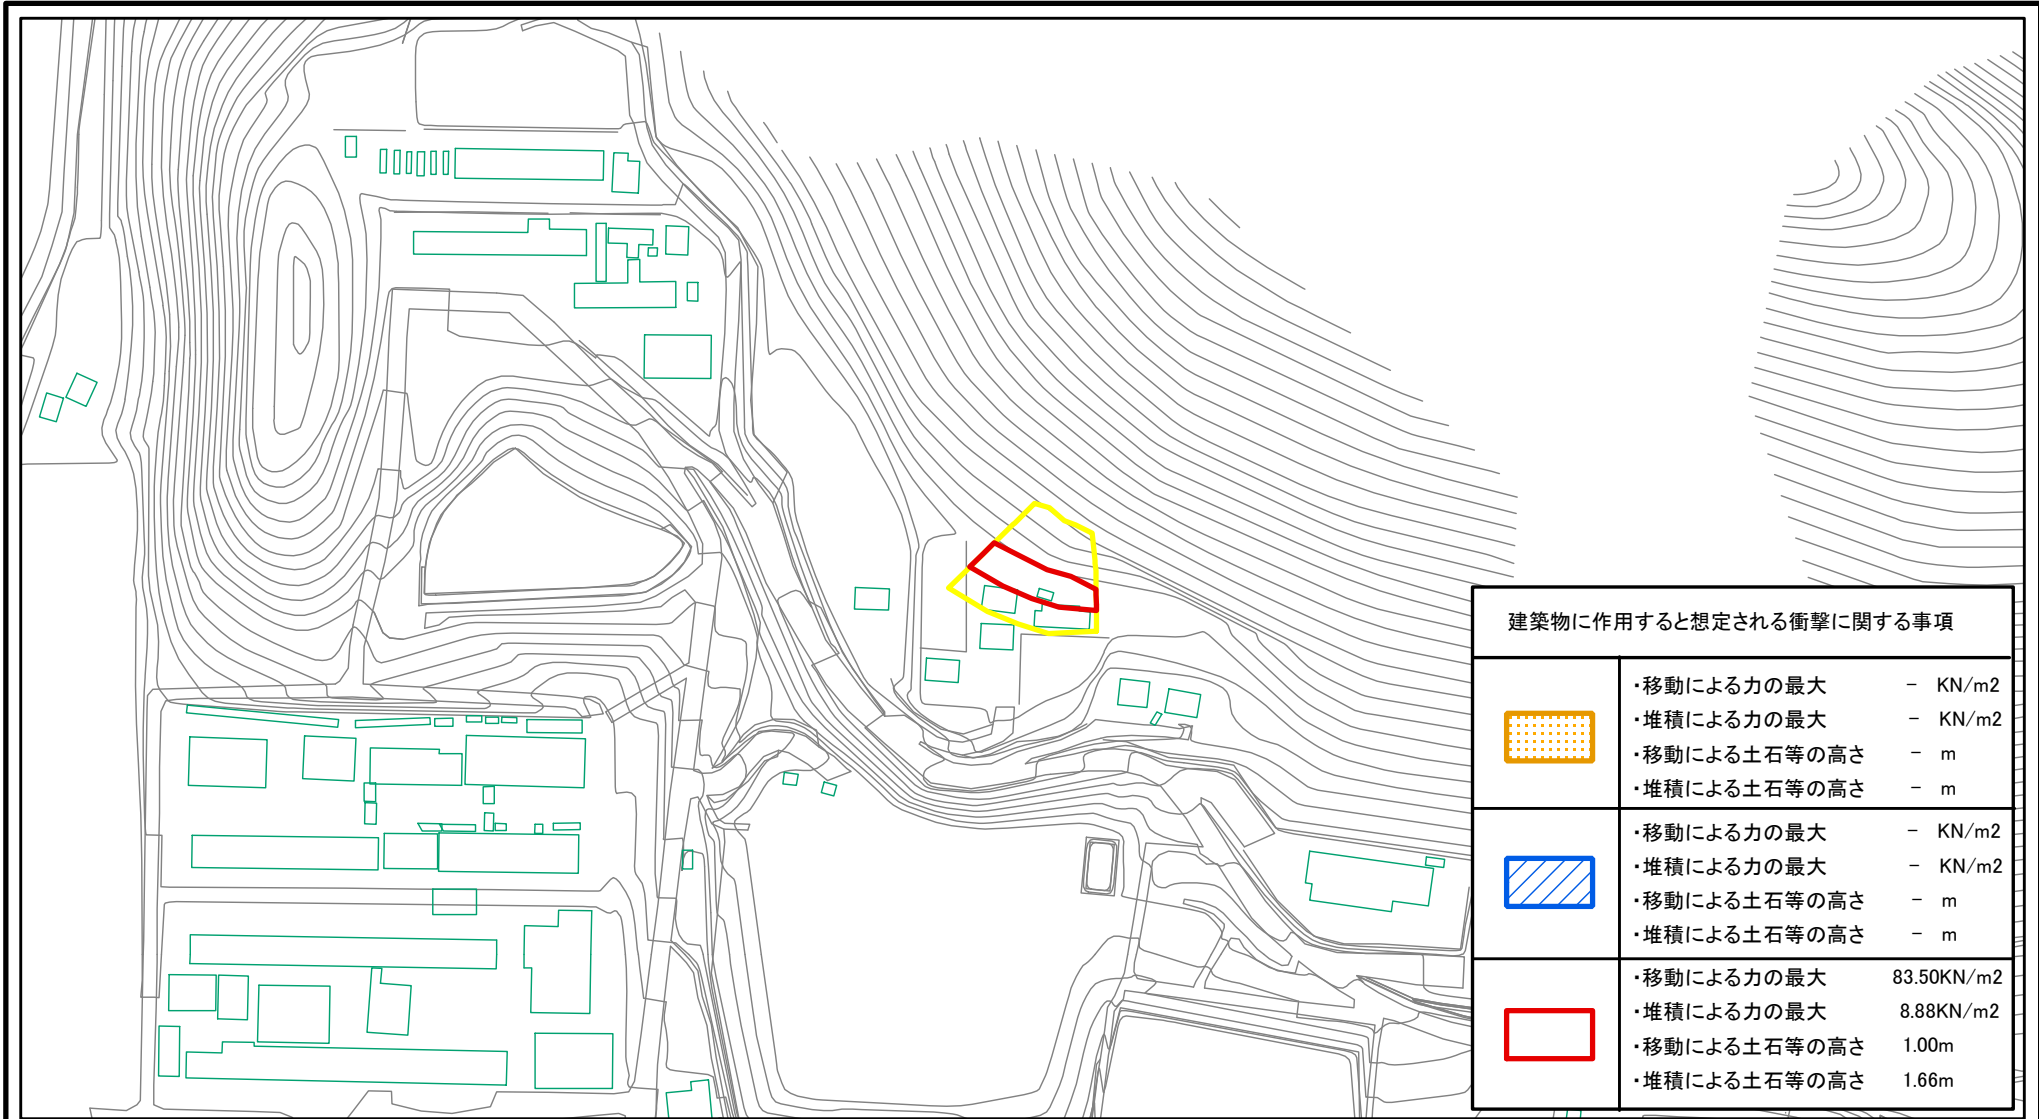 建築物に作用すると想定される衝撃に関する事項
・移動による力の最大 - KN/m2
・堆積による力の最大 - KN/m2
・移動による土石等の高さ - m
・堆積による土石等の高さ - m
・移動による力の最大 - KN/m2
・堆積による力の最大 - KN/m2
・移動による土石等の高さ - m
・堆積による土石等の高さ - m
・移動による力の最大 83.50KN/m2
・堆積による力の最大 8.88KN/m2
・移動による土石等の高さ 1.00m
・堆積による土石等の高さ 1.66m